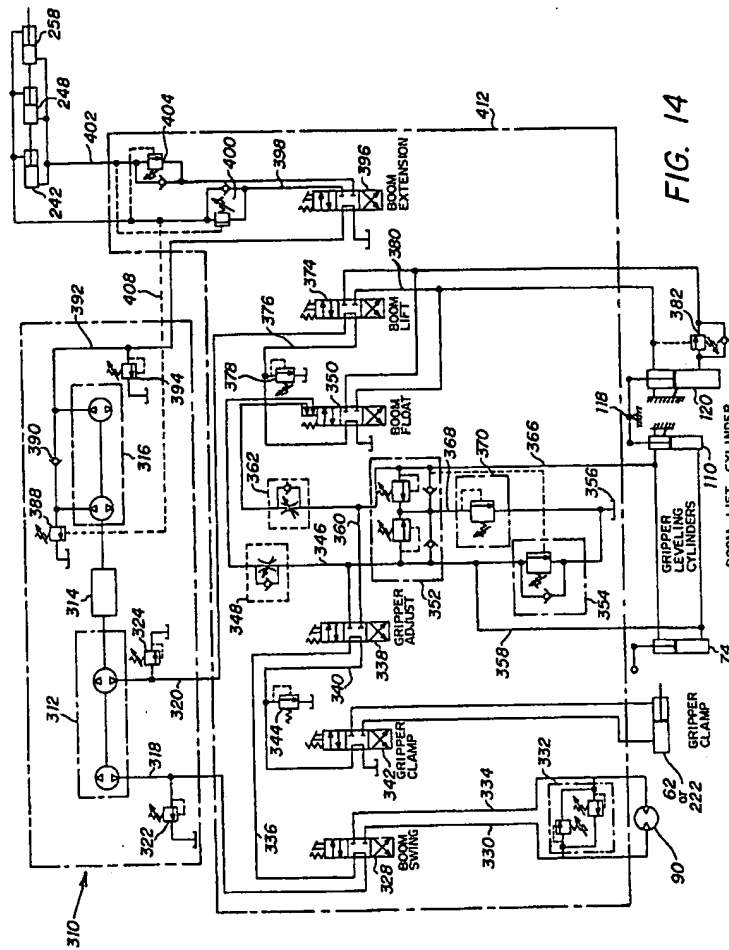 258
248
242
402
404
400
398
396
BOOM
EXTENSION
412
FIG. 14
408
392
394
390
316
388
314
324
312
320
318
322
310
380
374
376
BOOM
LIFT
378
350
BOOM
FLOAT
362
346
360
348
352
368
370
366
356
354
358
GRIPPER
ADJUST
338
340
344
GRIPPER
CLAMP
342
336
BOOM
SWING
328
334
332
330
382
118
120
110
GRIPPER
LEVELING
CYLINDERS
BOOM LIFT CYLINDER
74
GRIPPER
CLAMP
62
or
222
90